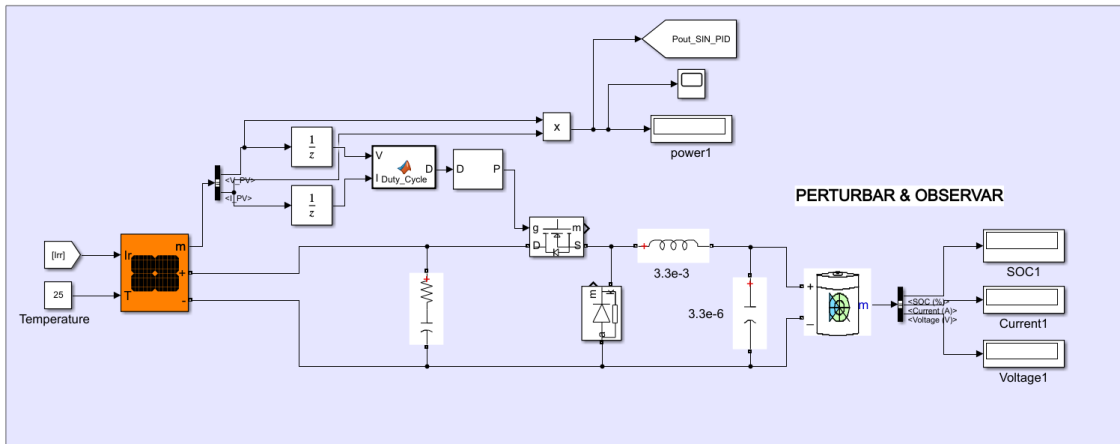 Pout_SIN_PID
x
power1
1
z
V
I
Duty_Cycle
D
D
P
<V_PV>
<I_PV>
1
z
PERTURBAR & OBSERVAR
[Irr]
Ir
m
+
T
-
25
Temperature
g
m
D
S
+
3.3e-3
+
m
k
a
+
3.3e-6
+
m
−
<SOC (%)>
<Current (A)>
<Voltage (V)>
SOC1
Current1
Voltage1